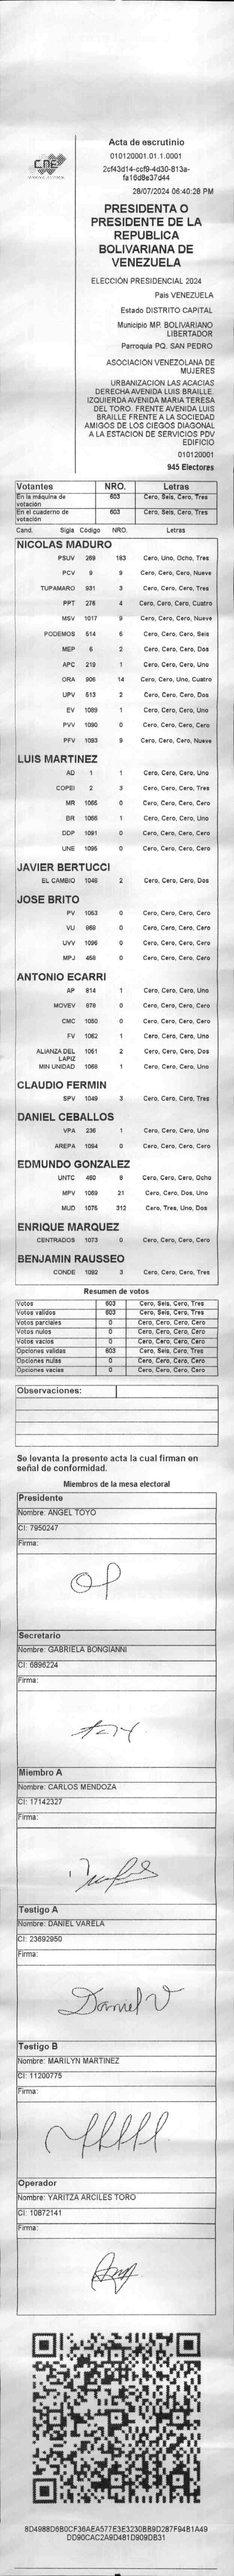 CNE
Acta de escrutinio
010120001.01.1.0001
2cf43d14-ccf9-4d30-813a-
fa16d8e37d44
28/07/2024 06:40:28 PM
PRESIDENTA O
PRESIDENTE DE LA
REPUBLICA
BOLIVARIANA DE
VENEZUELA
ELECCIÓN PRESIDENCIAL 2024
Pais VENEZUELA
Estado DISTRITO CAPITAL
Municipio MP. BOLIVARIANO
LIBERTADOR
Parroquia PQ. SAN PEDRO
ASOCIACION VENEZOLANA DE
MUJERES
URBANIZACION LAS ACACIAS
DERECHA AVENIDA LUIS BRAILLE.
IZQUIERDA AVENIDA MARIA TERESA
DEL TORO. FRENTE AVENIDA LUIS
BRAILLE FRENTE A LA SOCIEDAD
AMIGOS DE LOS CIEGOS DIAGONAL
A LA ESTACION DE SERVICIOS PDV
EDIFICIO
010120001
945 Electores
Votantes NRO. Letras
En la máquina de votación 603 Cero, Seis, Cero, Tres
En el cuaderno de votación 603 Cero, Seis, Cero, Tres
Cand. Sigla Código NRO. Letras
NICOLAS MADURO
PSUV 269 183 Cero, Uno, Ocho, Tres
PCV 9 9 Cero, Cero, Cero, Nueve
TUPAMARO 931 3 Cero, Cero, Cero, Tres
PPT 276 4 Cero, Cero, Cero, Cuatro
MSV 1017 9 Cero, Cero, Cero, Nueve
PODEMOS 514 6 Cero, Cero, Cero, Seis
MEP 6 2 Cero, Cero, Cero, Dos
APC 219 1 Cero, Cero, Cero, Uno
ORA 906 14 Cero, Cero, Uno, Cuatro
UPV 513 2 Cero, Cero, Cero, Dos
EV 1089 1 Cero, Cero, Cero, Uno
PVV 1090 0 Cero, Cero, Cero, Cero
PFV 1093 9 Cero, Cero, Cero, Nueve
LUIS MARTINEZ
AD 1 1 Cero, Cero, Cero, Uno
COPEI 2 3 Cero, Cero, Cero, Tres
MR 1065 0 Cero, Cero, Cero, Cero
BR 1066 1 Cero, Cero, Cero, Uno
DDP 1091 0 Cero, Cero, Cero, Cero
UNE 1095 0 Cero, Cero, Cero, Cero
JAVIER BERTUCCI
EL CAMBIO 1048 2 Cero, Cero, Cero, Dos
JOSE BRITO
PV 1053 0 Cero, Cero, Cero, Cero
VU 968 0 Cero, Cero, Cero, Cero
UVV 1096 0 Cero, Cero, Cero, Cero
MPJ 458 0 Cero, Cero, Cero, Cero
ANTONIO ECARRI
AP 814 1 Cero, Cero, Cero, Uno
MOVEV 678 0 Cero, Cero, Cero, Cero
CMC 1050 0 Cero, Cero, Cero, Cero
FV 1062 1 Cero, Cero, Cero, Uno
ALIANZA DEL LAPIZ 1051 2 Cero, Cero, Cero, Dos
MIN UNIDAD 1068 1 Cero, Cero, Cero, Uno
CLAUDIO FERMIN
SPV 1049 3 Cero, Cero, Cero, Tres
DANIEL CEBALLOS
VPA 236 1 Cero, Cero, Cero, Uno
AREPA 1094 0 Cero, Cero, Cero, Cero
EDMUNDO GONZALEZ
UNTC 460 8 Cero, Cero, Cero, Ocho
MPV 1069 21 Cero, Cero, Dos, Uno
MUD 1075 312 Cero, Tres, Uno, Dos
ENRIQUE MARQUEZ
CENTRADOS 1073 0 Cero, Cero, Cero, Cero
BENJAMIN RAUSSEO
CONDE 1092 3 Cero, Cero, Cero, Tres
Resumen de votos
Votos 603 Cero, Seis, Cero, Tres
Votos validos 603 Cero, Seis, Cero, Tres
Votos parciales 0 Cero, Cero, Cero, Cero
Votos nulos 0 Cero, Cero, Cero, Cero
Votos vacios 0 Cero, Cero, Cero, Cero
Opciones validas 603 Cero, Seis, Cero, Tres
Opciones nulas 0 Cero, Cero, Cero, Cero
Opciones vacias 0 Cero, Cero, Cero, Cero
Observaciones:
Se levanta la presente acta la cual firman en
señal de conformidad.
Miembros de la mesa electoral
Presidente
Nombre: ANGEL TOYO
CI: 7950247
Firma:
Secretario
Nombre: GABRIELA BONGIANNI
CI: 6896224
Firma:
Miembro A
Nombre: CARLOS MENDOZA
CI: 17142327
Firma:
Testigo A
Nombre: DANIEL VARELA
CI: 23692950
Firma:
Daniel V
Testigo B
Nombre: MARILYN MARTINEZ
CI: 11200775
Firma:
Operador
Nombre: YARITZA ARCILES TORO
CI: 10872141
Firma:
8D4988D6B0CF36AEA577E3E3230BB9D287F94B1A49
DD90CAC2A9D481D909DB31